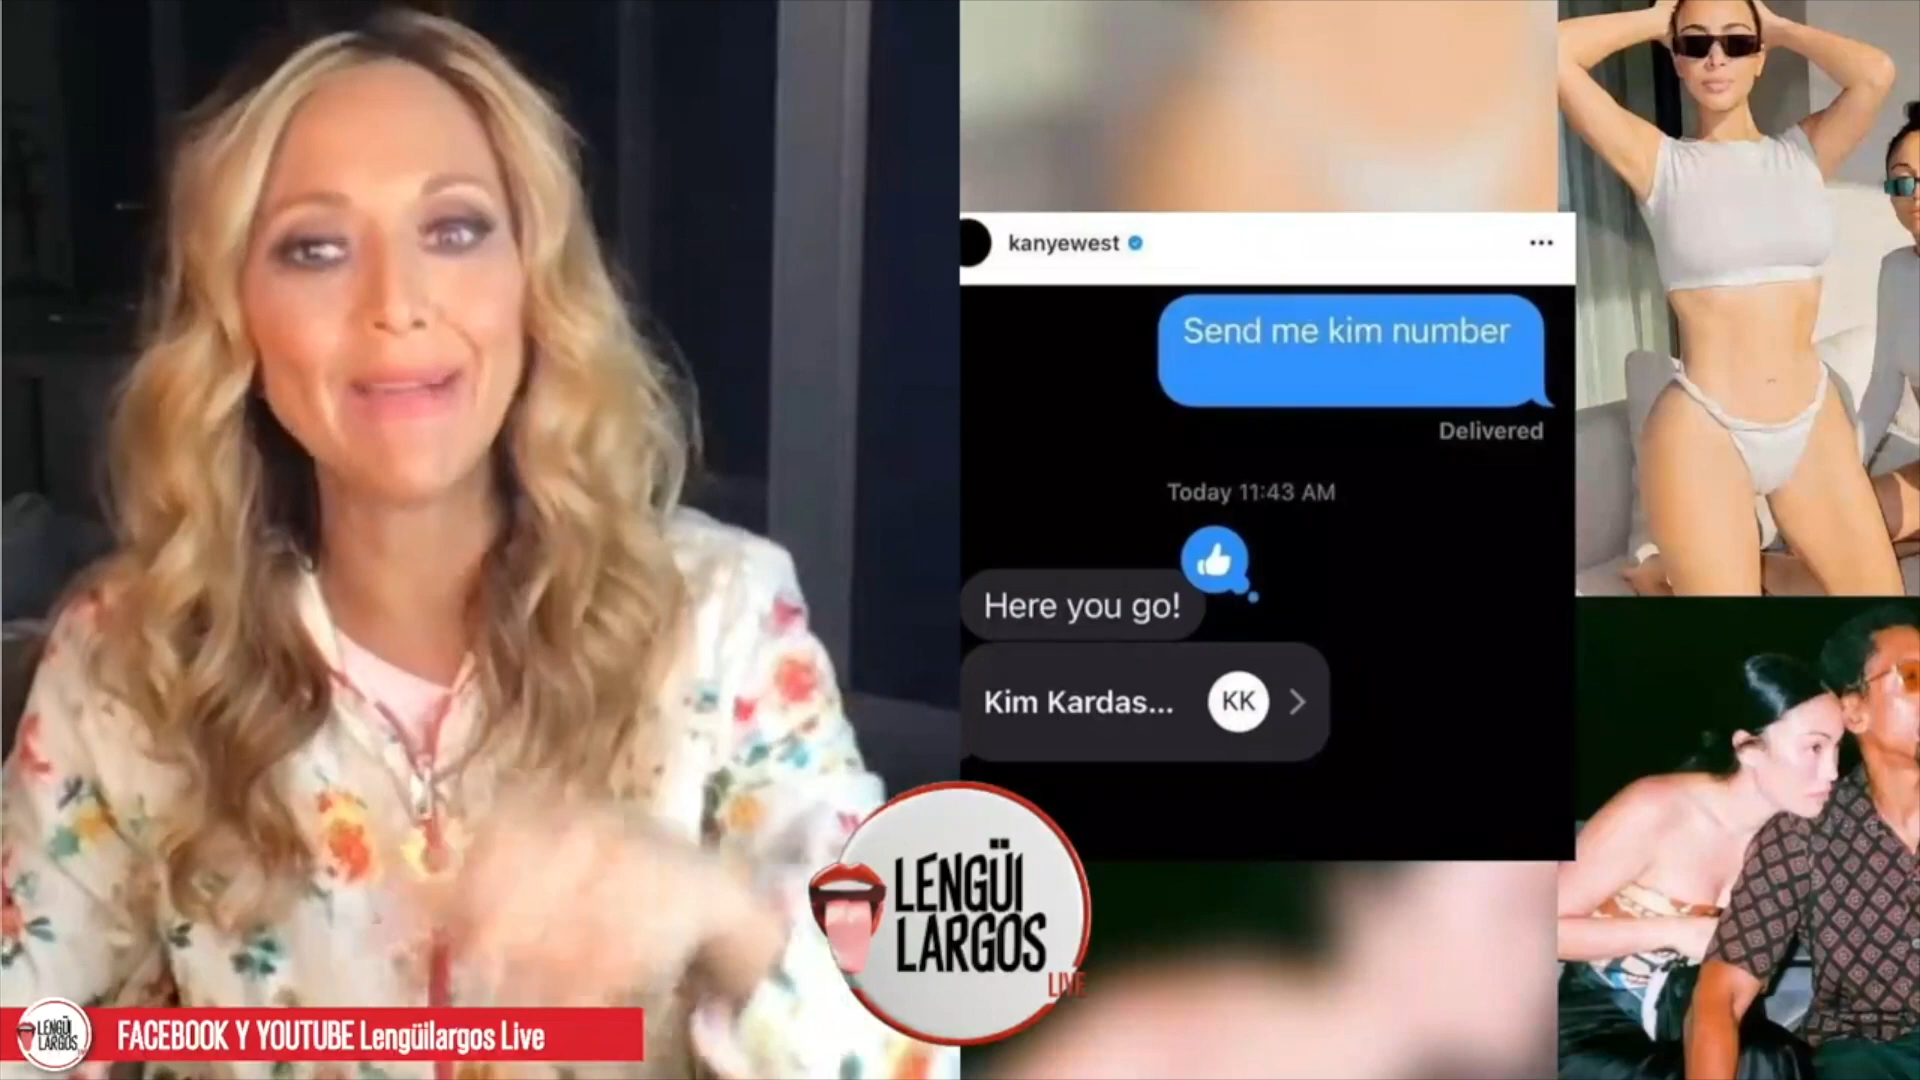 kanyewest
Send me kim number
Delivered
Today 11:43 AM
Here you go!
Kim Kardas... KK
LENGÜI
LARGOS
LIVE
LENGÜI
LARGOS
FACEBOOK Y YOUTUBE Lengüilargos Live